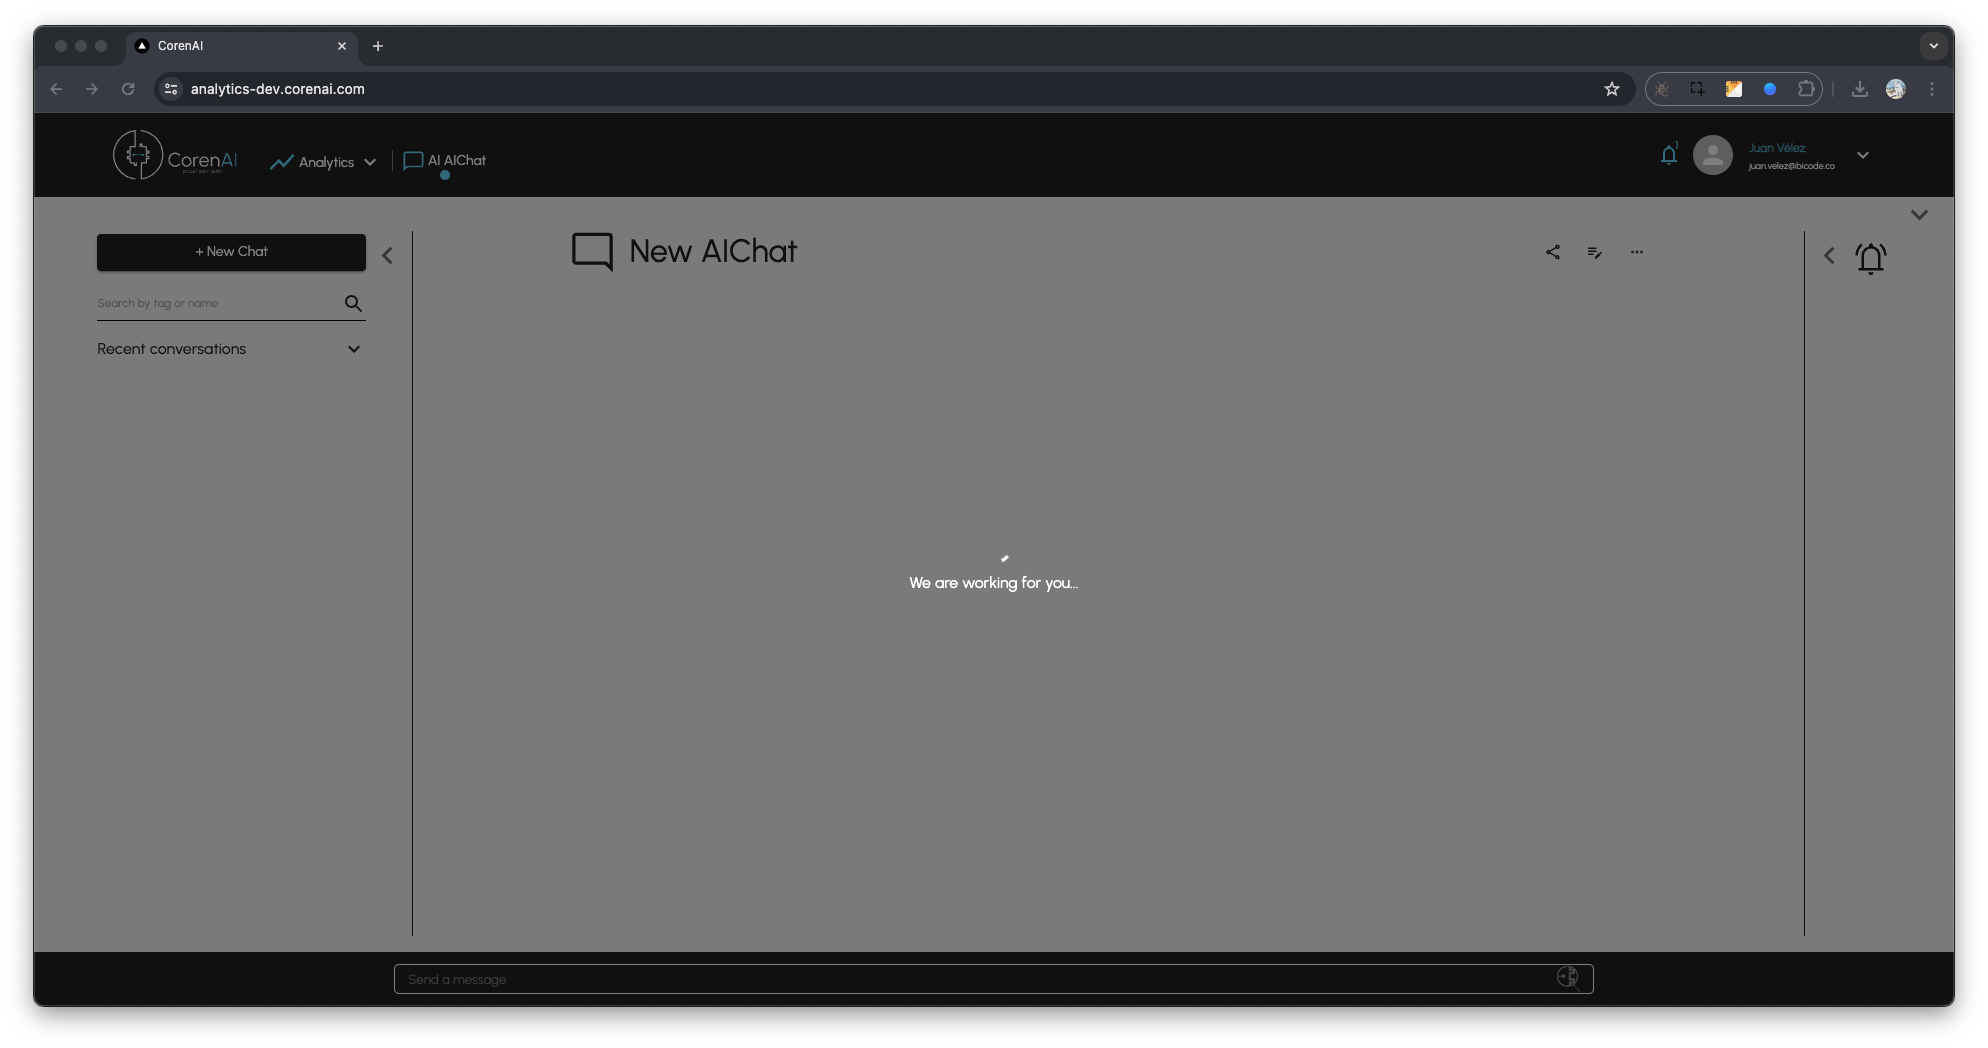 CorenAI
analytics-dev.corenai.com
CorenAI
Analytics
AI AIChat
1
Juan Vélez
juan.velez@bicode.co
+ New Chat
New AIChat
Search by tag or name
Recent conversations
We are working for you...
Send a message